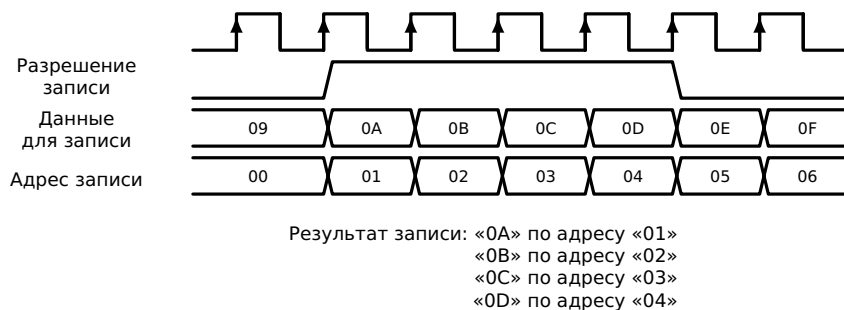 Разрешение
записи
Данные
для записи
09 0A 0B 0C 0D 0E 0F
Адрес записи
00 01 02 03 04 05 06
Результат записи: «0A» по адресу «01»
«0B» по адресу «02»
«0C» по адресу «03»
«0D» по адресу «04»